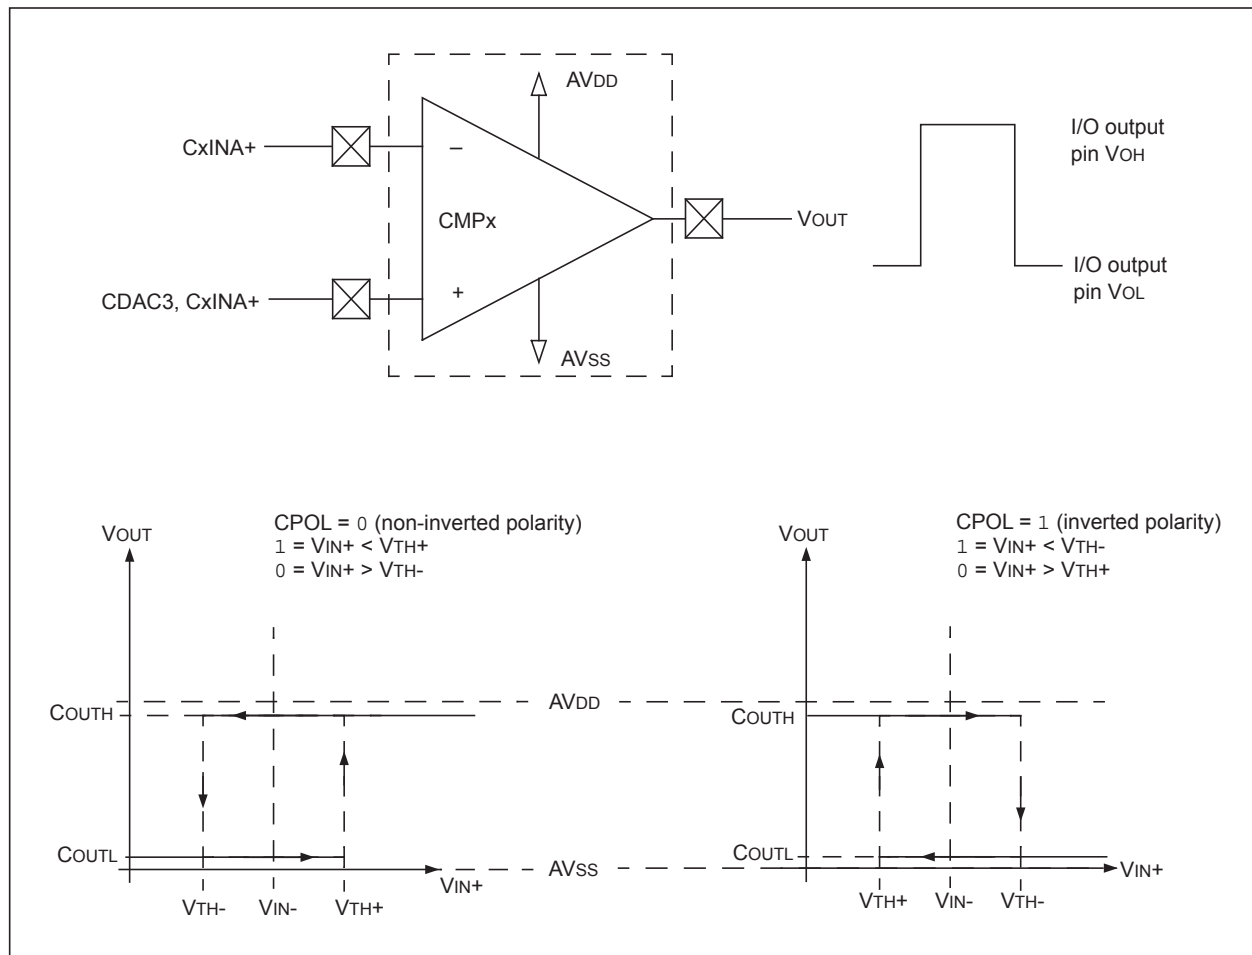 AVDD
CxINA+
–
CMPx
VOUT
CDAC3, CxINA+
+
AVSS
I/O output
pin VOH
I/O output
pin VOL
CPOL = 0 (non-inverted polarity)
1 = VIN+ < VTH+
0 = VIN+ > VTH-
VOUT
COUTH
COUTL
VIN+
VTH-
VIN-
VTH+
AVDD
AVSS
CPOL = 1 (inverted polarity)
1 = VIN+ < VTH-
0 = VIN+ > VTH+
VOUT
COUTH
COUTL
VIN+
VTH+
VIN-
VTH-